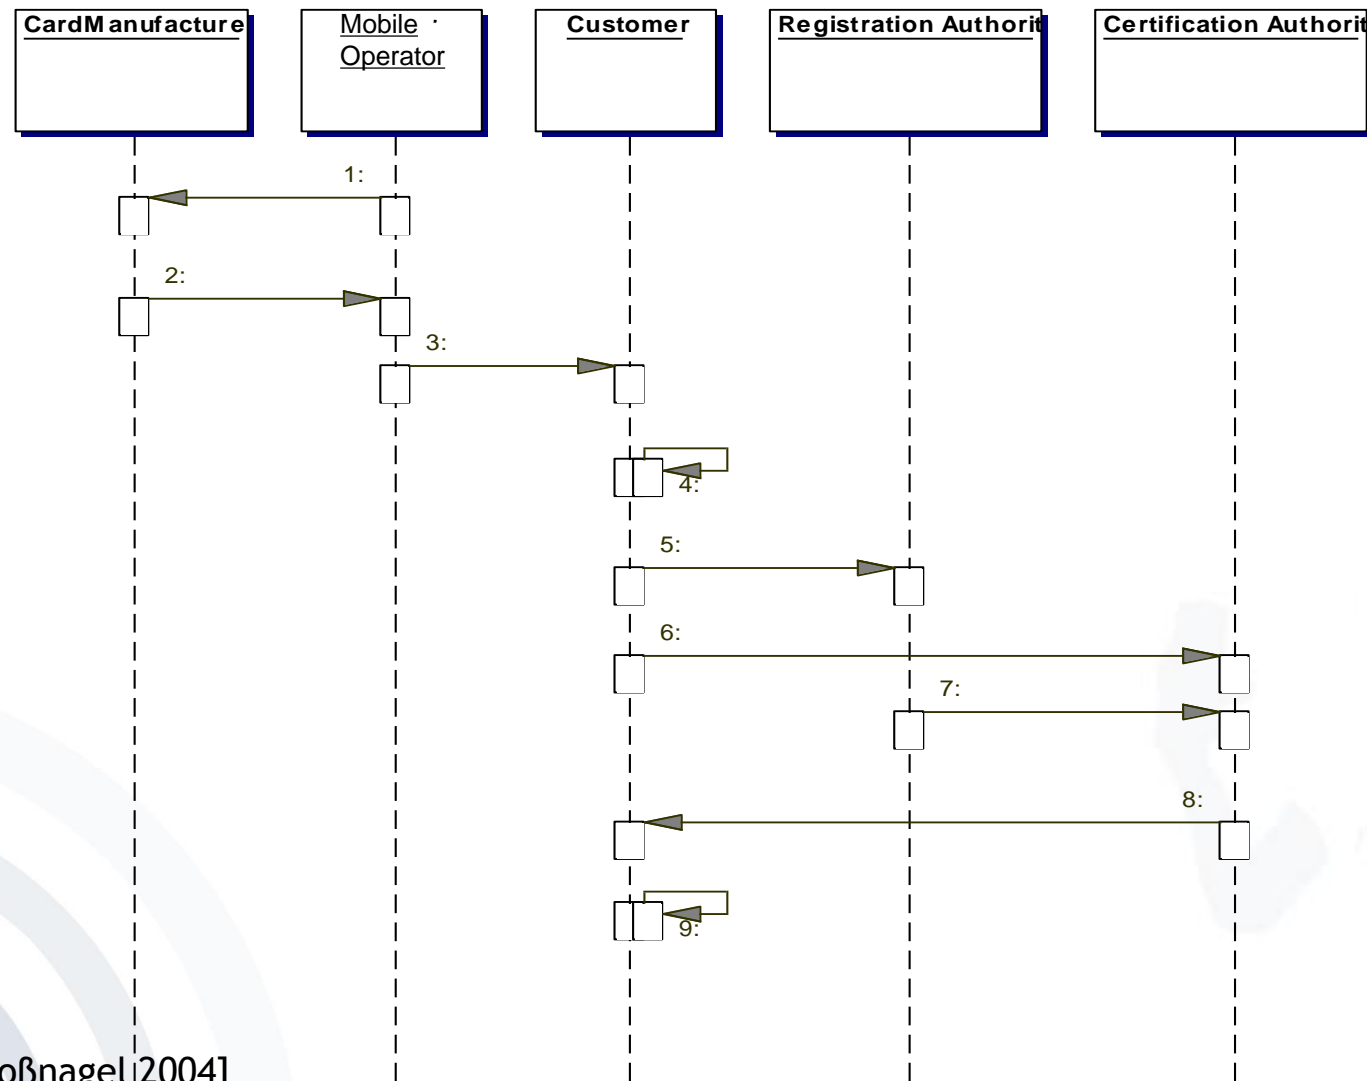 CardManufacture
Mobile
Operator
Customer
Registration Authorit
Certification Authorit
1:
2:
3:
4:
5:
6:
7:
8:
9:
oßnagel 2004]